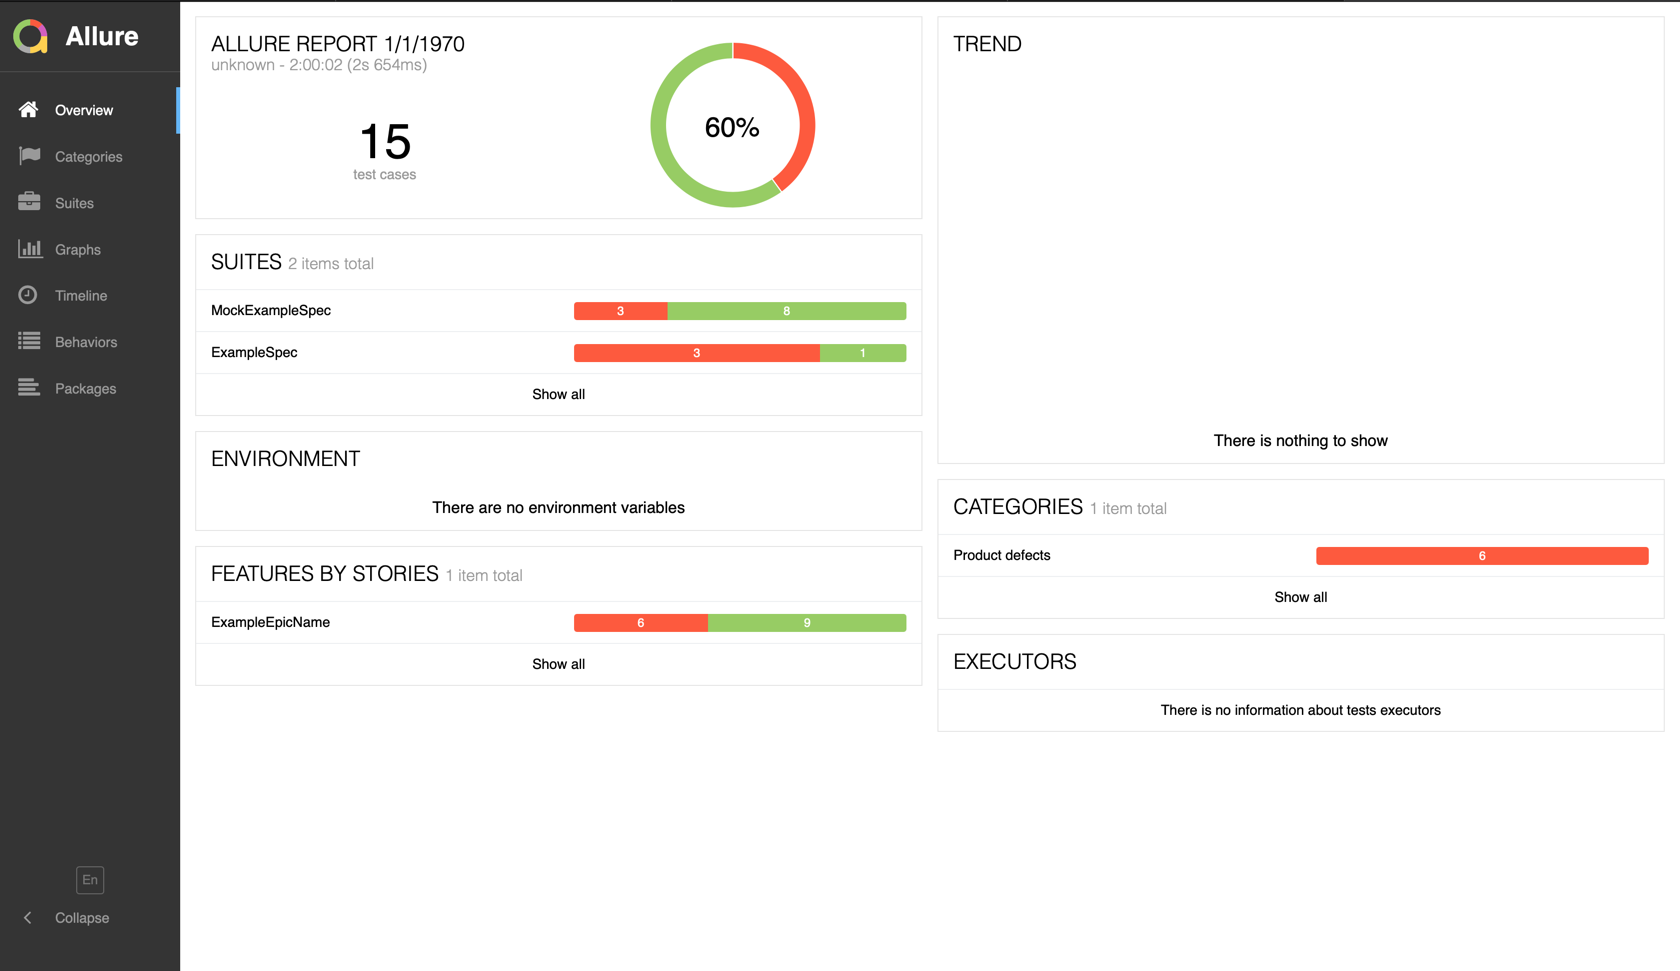 Allure
Overview
Categories
Suites
Graphs
Timeline
Behaviors
Packages
En
Collapse
ALLURE REPORT 1/1/1970
unknown - 2:00:02 (2s 654ms)
15
test cases
60%
SUITES 2 items total
MockExampleSpec 3 8
ExampleSpec 3 1
Show all
ENVIRONMENT
There are no environment variables
FEATURES BY STORIES 1 item total
ExampleEpicName 6 9
Show all
TREND
There is nothing to show
CATEGORIES 1 item total
Product defects 6
Show all
EXECUTORS
There is no information about tests executors